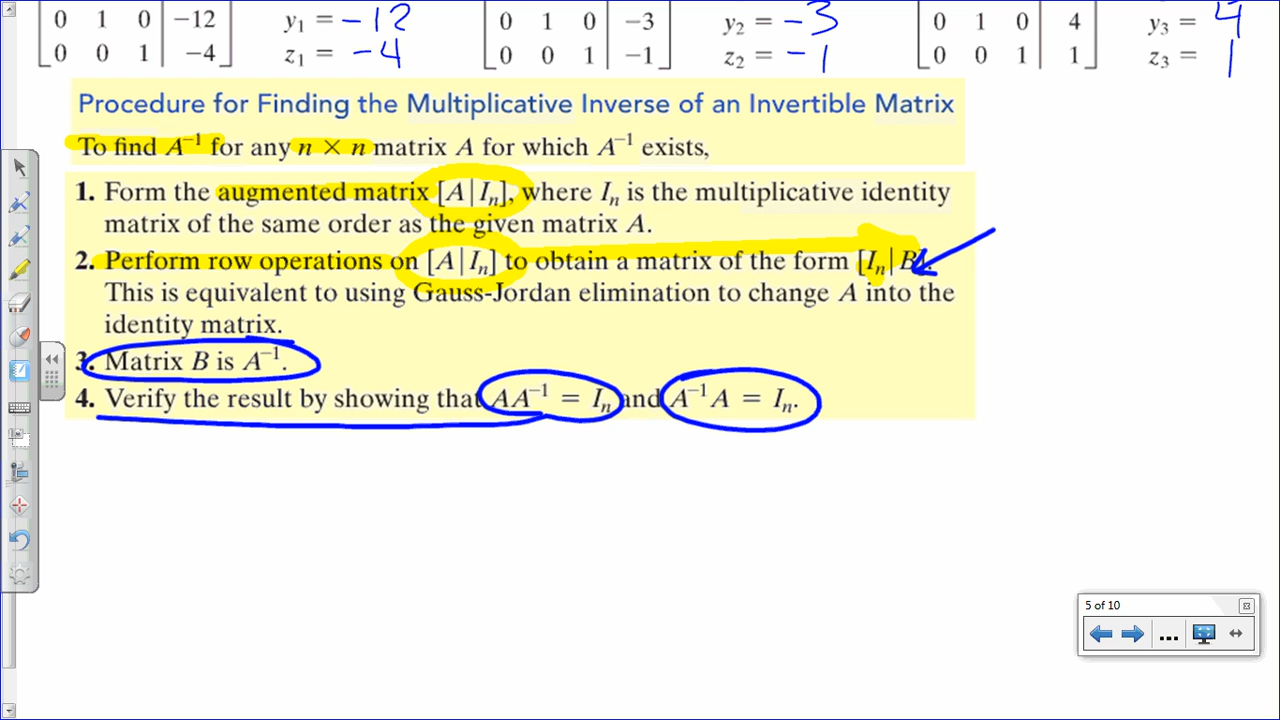 0 1 0 | −12 y₁ = −12 0 1 0 | −3 y₂ = −3 0 1 0 | 4 y₃ = 4
0 0 1 | −4 z₁ = −4 0 0 1 | −1 z₂ = −1 0 0 1 | 1 z₃ = 1
Procedure for Finding the Multiplicative Inverse of an Invertible Matrix
To find A⁻¹ for any n × n matrix A for which A⁻¹ exists,
1. Form the augmented matrix [A|Iₙ], where Iₙ is the multiplicative identity
matrix of the same order as the given matrix A.
2. Perform row operations on [A|Iₙ] to obtain a matrix of the form [Iₙ|B].
This is equivalent to using Gauss-Jordan elimination to change A into the
identity matrix.
3. Matrix B is A⁻¹.
4. Verify the result by showing that AA⁻¹ = Iₙ and A⁻¹A = Iₙ.
5 of 10